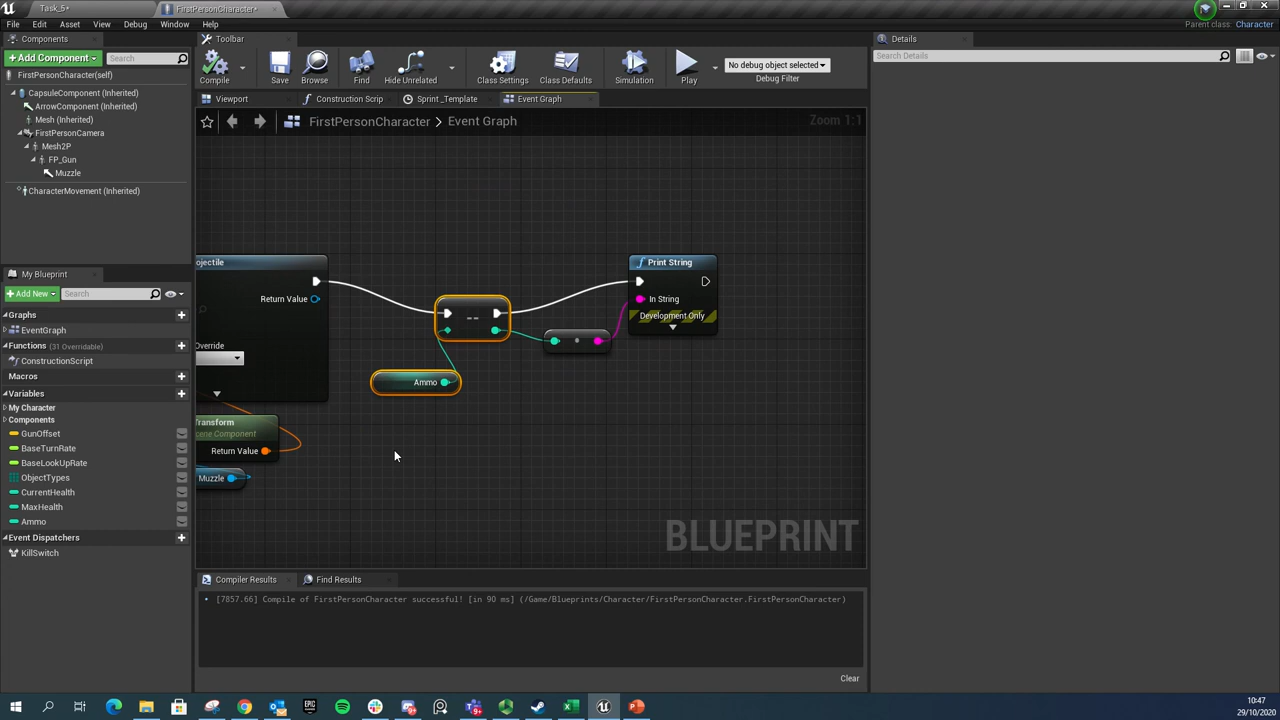 Task_5*
FirstPersonCharacter*
File Edit Asset View Debug Window Help
Parent class: Character
Components
+Add Component
Search
FirstPersonCharacter(self)
CapsuleComponent (Inherited)
ArrowComponent (Inherited)
Mesh (Inherited)
FirstPersonCamera
Mesh2P
FP_Gun
Muzzle
CharacterMovement (Inherited)
My Blueprint
+Add New
Search
Graphs
EventGraph
Functions (31 Overridable)
ConstructionScript
Macros
Variables
My Character
Components
GunOffset
BaseTurnRate
BaseLookUpRate
ObjectTypes
CurrentHealth
MaxHealth
Ammo
Event Dispatchers
KillSwitch
Toolbar
Compile
Save
Browse
Find
Hide Unrelated
Class Settings
Class Defaults
Simulation
Play
No debug object selected
Debug Filter
Viewport
Construction Scrip
Sprint_Template
Event Graph
FirstPersonCharacter > Event Graph
Zoom 1:1
ojectile
Return Value
Override
Transform
cene Component
Return Value
Muzzle
--
Ammo
Print String
In String
Development Only
BLUEPRINT
Compiler Results
Find Results
[7857.66] Compile of FirstPersonCharacter successful! [in 90 ms] (/Game/Blueprints/Character/FirstPersonCharacter.FirstPersonCharacter)
Clear
Details
Search Details
10:47
29/10/2020